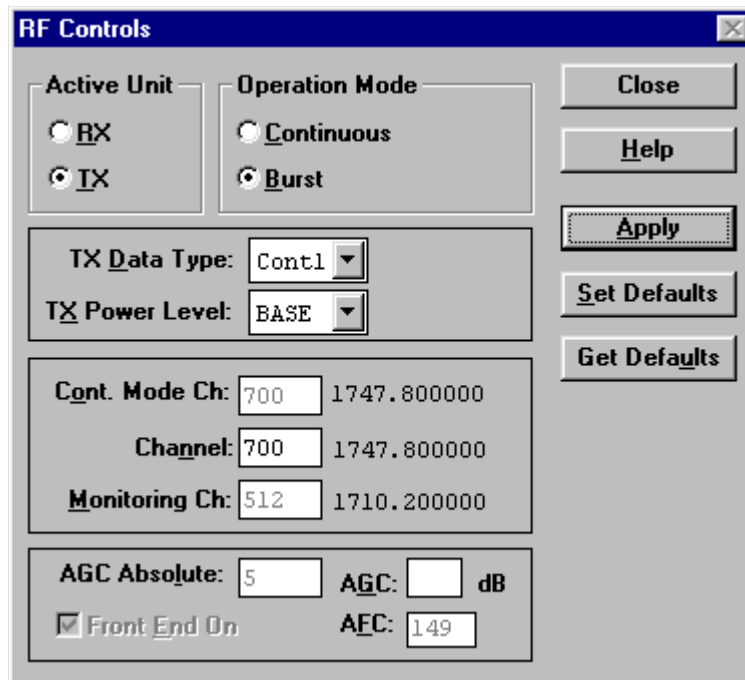 RF Controls
Active Unit
RX
TX
Operation Mode
Continuous
Burst
Close
Help
Apply
Set Defaults
Get Defaults
TX Data Type: Cont1
TX Power Level: BASE
Cont. Mode Ch: 700 1747.800000
Channel: 700 1747.800000
Monitoring Ch: 512 1710.200000
AGC Absolute: 5 AGC: dB
Front End On AFC: 149